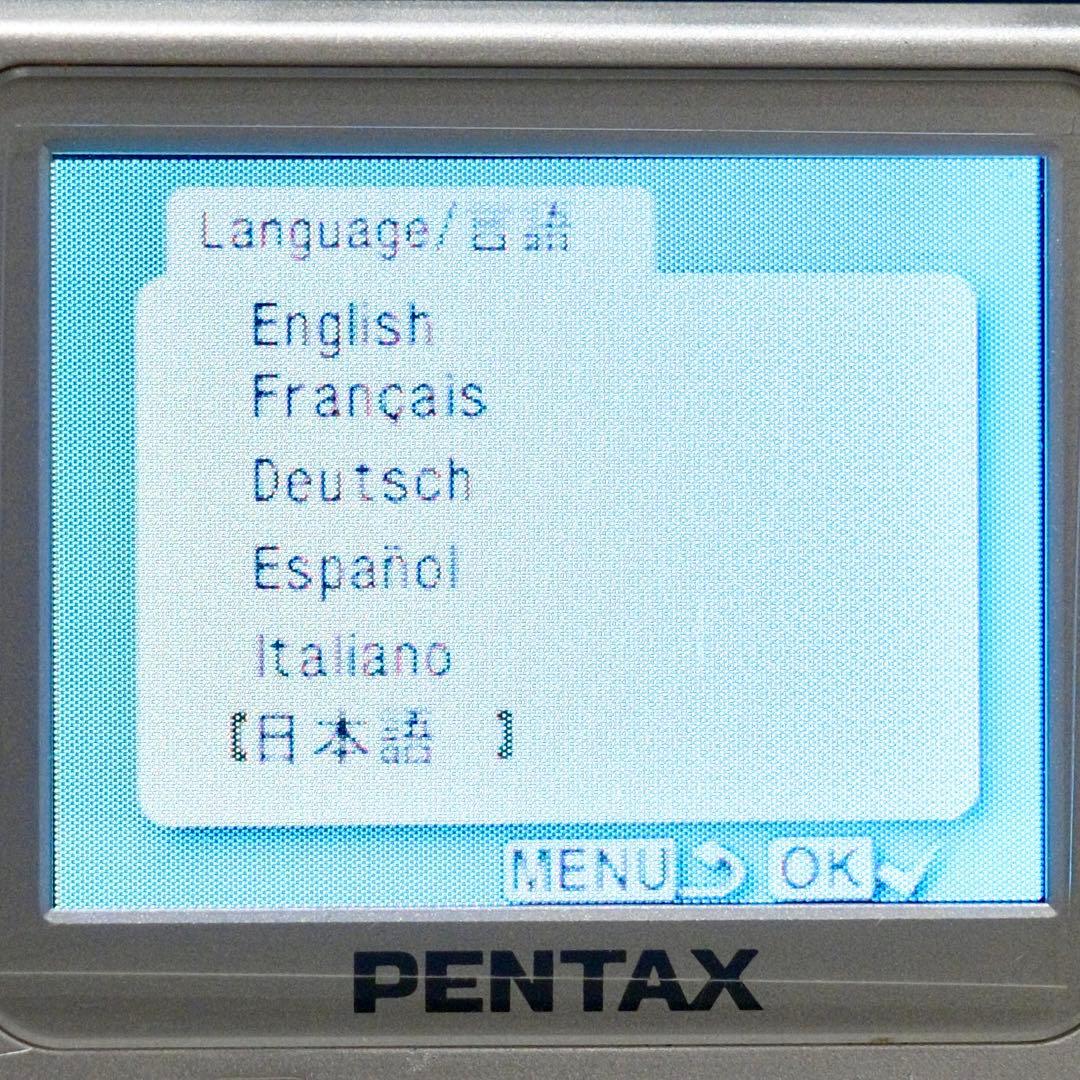 Language/言語
English
Français
Deutsch
Español
Italiano
【日本語 】
MENU OK
PENTAX